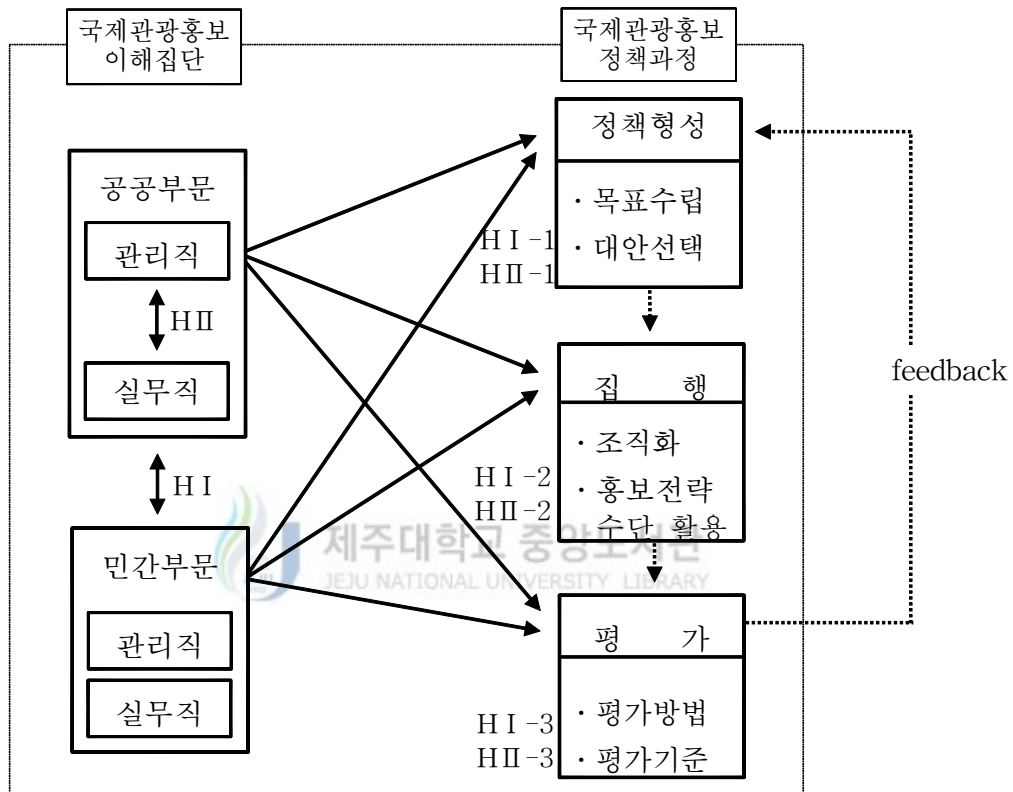 국제관광홍보
이해집단
국제관광홍보
정책과정
공공부문
관리직
HⅡ
실무직
HⅠ
민간부문
관리직
실무직
정책형성
· 목표수립
· 대안선택
HⅠ-1
HⅡ-1
집 행
· 조직화
· 홍보전략
수단 활용
HⅠ-2
HⅡ-2
평 가
· 평가방법
· 평가기준
HⅠ-3
HⅡ-3
feedback
제주대학교 중앙도서관
JEJU NATIONAL UNIVERSITY LIBRARY